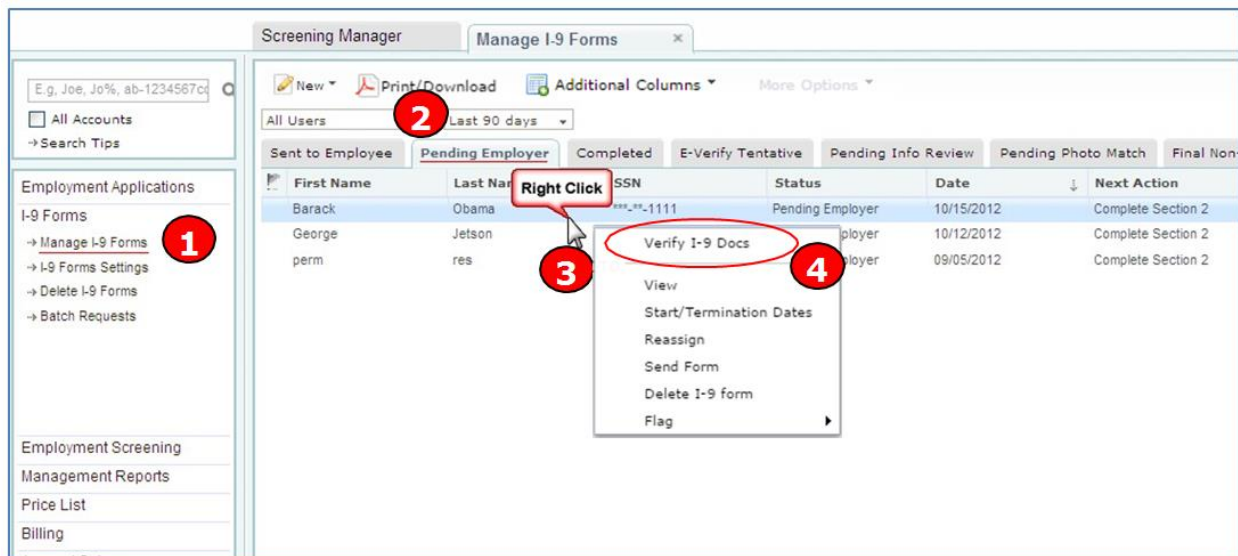 Screening Manager
Manage I-9 Forms ×
E.g, Joe, Jo%, ab-1234567
All Accounts
→Search Tips
Employment Applications
I-9 Forms
→ Manage I-9 Forms
1
→ I-9 Forms Settings
→ Delete I-9 Forms
→ Batch Requests
Employment Screening
Management Reports
Price List
Billing
New Print/Download Additional Columns More Options
All Users 2 Last 90 days
Sent to Employee Pending Employer Completed E-Verify Tentative Pending Info Review Pending Photo Match Final Non-
First Name Last Nam SSN Status Date ↓ Next Action
Right Click
Barack Obama ***-**-1111 Pending Employer 10/15/2012 Complete Section 2
George Jetson ployer 10/12/2012 Complete Section 2
perm res ployer 09/05/2012 Complete Section 2
3
Verify I-9 Docs
4
View
Start/Termination Dates
Reassign
Send Form
Delete I-9 form
Flag